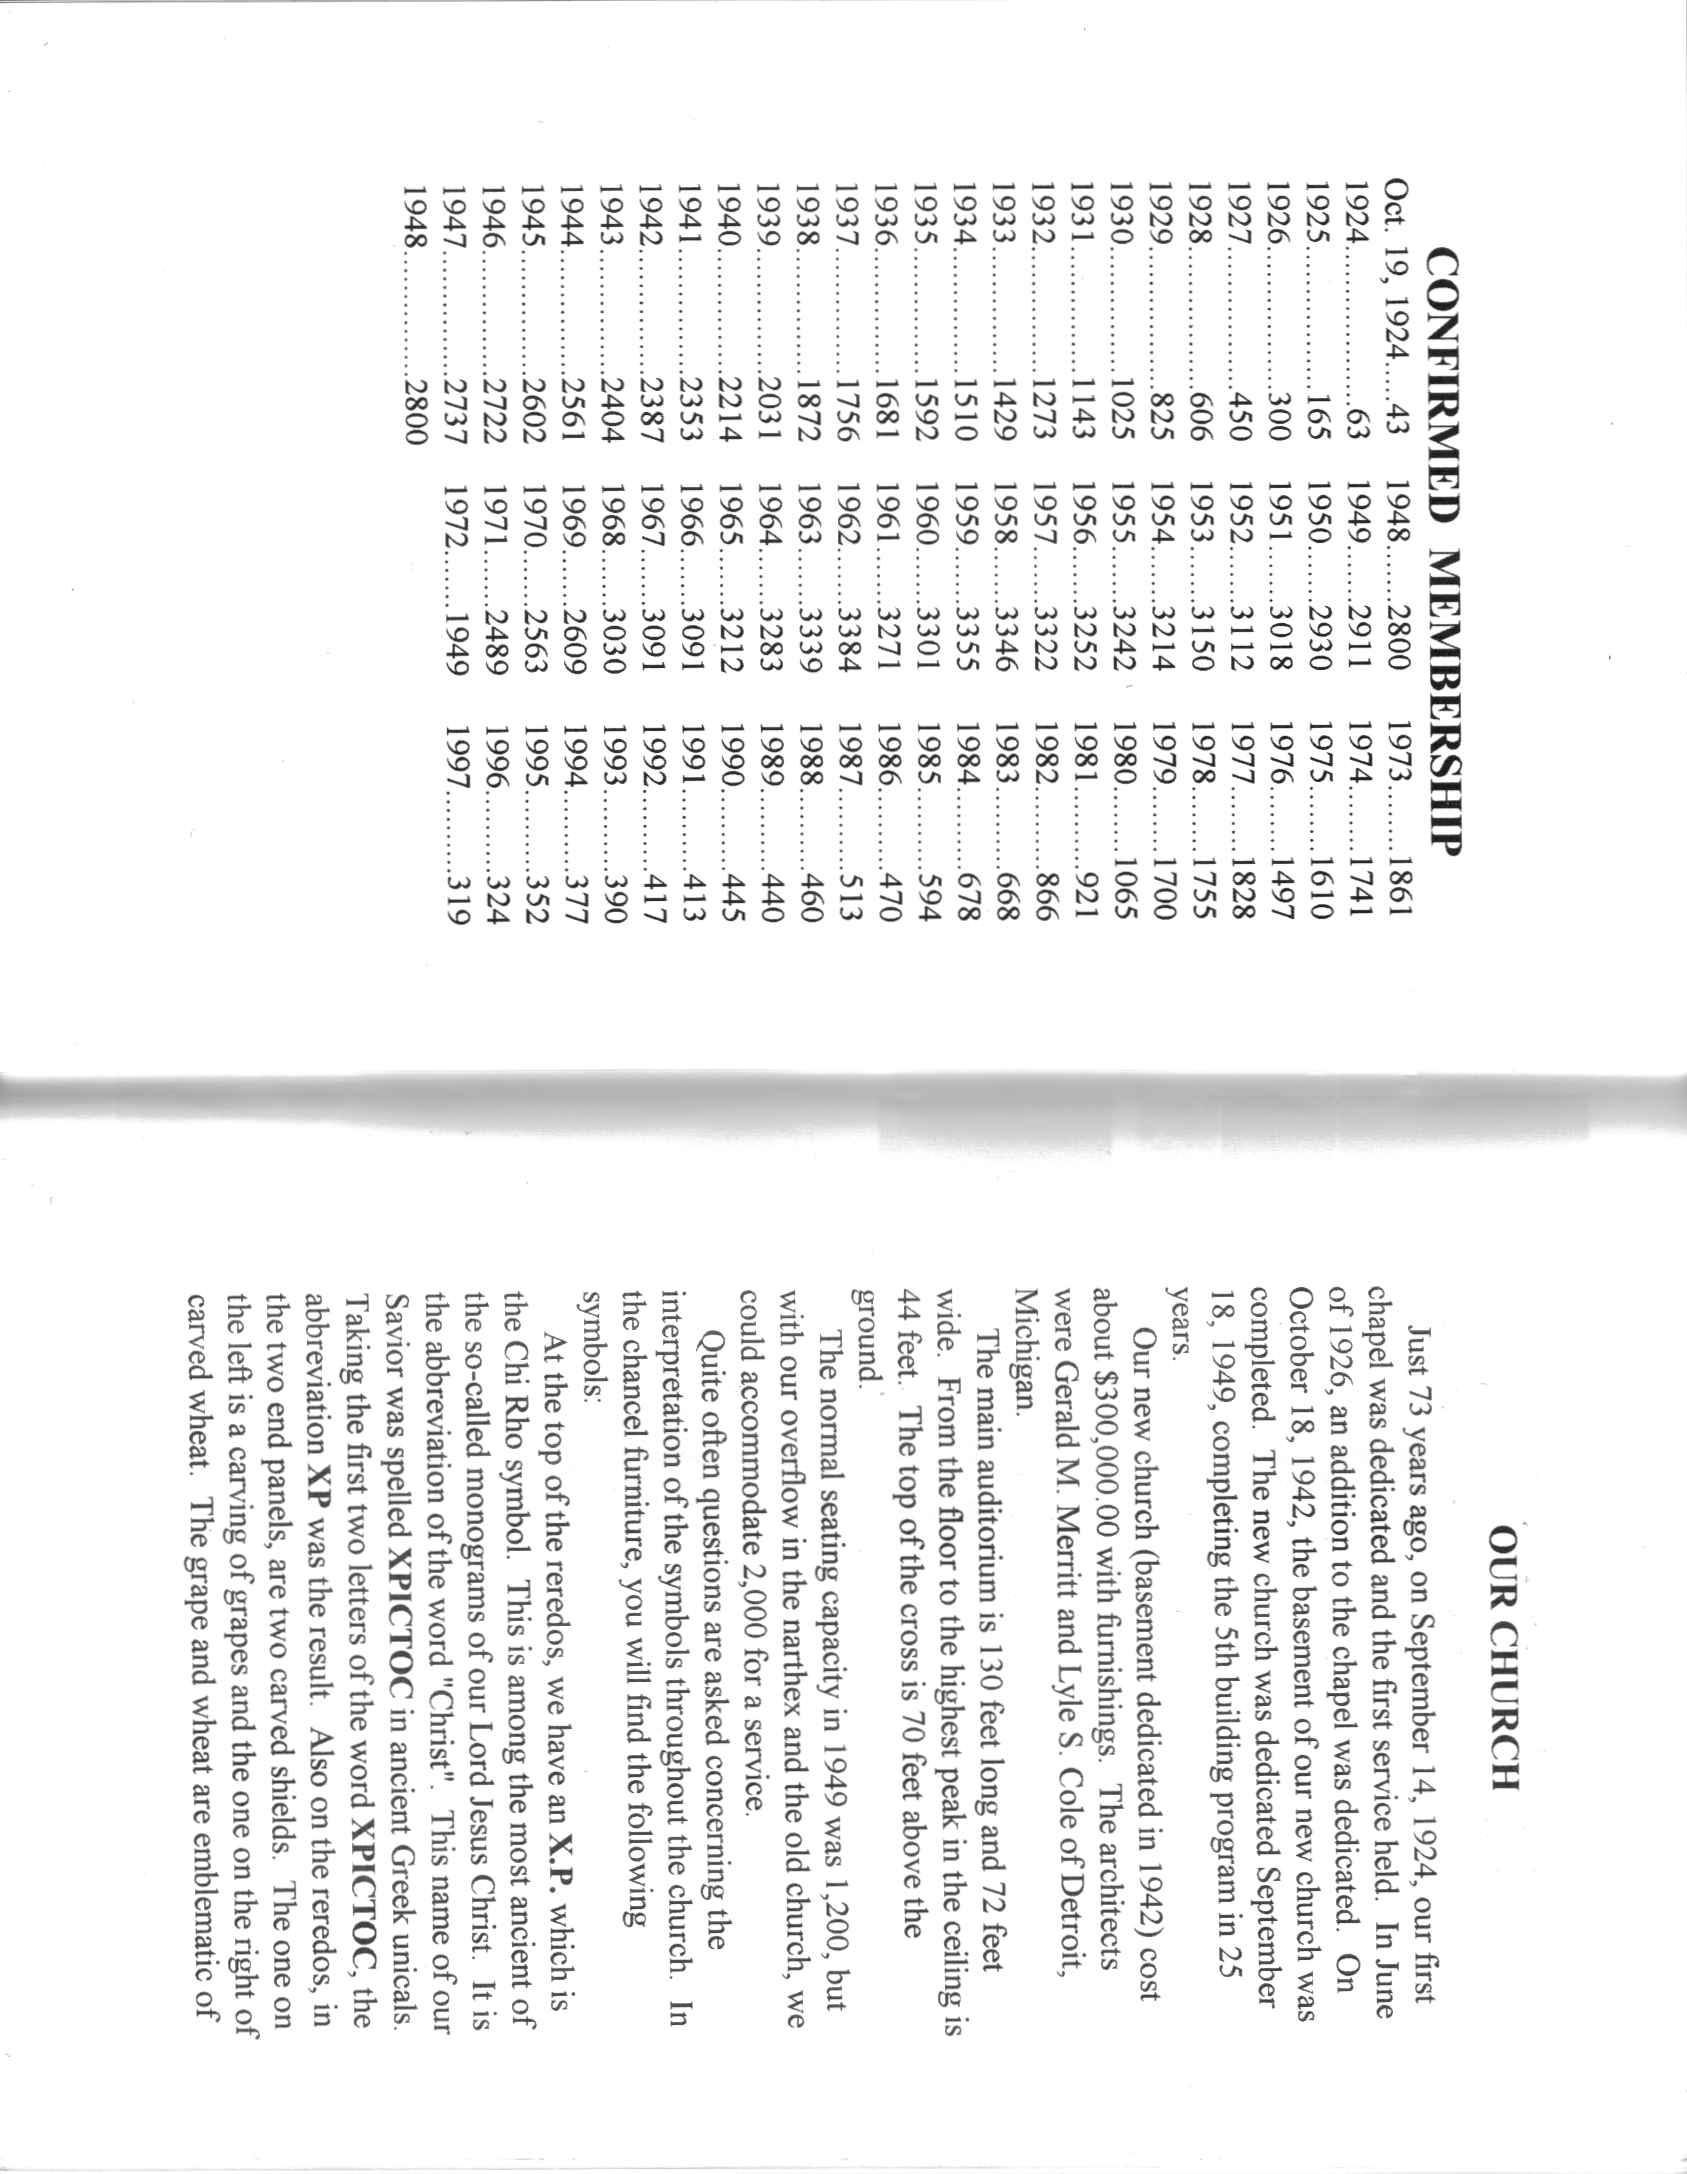 CONFIRMED MEMBERSHIP
Oct. 19, 1924.....43 1948........2800 1973..........1861
1924....................63 1949.......2911 1974..........1741
1925..................165 1950.......2930 1975..........1610
1926..................300 1951.......3018 1976..........1497
1927..................450 1952.......3112 1977..........1828
1928..................606 1953.......3150 1978..........1755
1929..................825 1954.......3214 1979..........1700
1930................1025 1955.......3242 1980..........1065
1931................1143 1956.......3252 1981............921
1932................1273 1957.......3322 1982............866
1933................1429 1958.......3346 1983............668
1934................1510 1959.......3355 1984............678
1935................1592 1960.......3301 1985............594
1936................1681 1961.......3271 1986............470
1937................1756 1962.......3384 1987............513
1938................1872 1963.......3339 1988............460
1939................2031 1964.......3283 1989............440
1940................2214 1965.......3212 1990............445
1941................2353 1966.......3091 1991............413
1942................2387 1967.......3091 1992............417
1943................2404 1968.......3030 1993............390
1944................2561 1969.......2609 1994............377
1945................2602 1970.......2563 1995............352
1946................2722 1971.......2489 1996............324
1947................2737 1972.......1949 1997............319
1948................2800
OUR CHURCH
Just 73 years ago, on September 14, 1924, our first
chapel was dedicated and the first service held. In June
of 1926, an addition to the chapel was dedicated. On
October 18, 1942, the basement of our new church was
completed. The new church was dedicated September
18, 1949, completing the 5th building program in 25
years.
Our new church (basement dedicated in 1942) cost
about $300,000.00 with furnishings. The architects
were Gerald M. Merritt and Lyle S. Cole of Detroit,
Michigan.
The main auditorium is 130 feet long and 72 feet
wide. From the floor to the highest peak in the ceiling is
44 feet. The top of the cross is 70 feet above the
ground.
The normal seating capacity in 1949 was 1,200, but
with our overflow in the narthex and the old church, we
could accommodate 2,000 for a service.
Quite often questions are asked concerning the
interpretation of the symbols throughout the church. In
the chancel furniture, you will find the following
symbols:
At the top of the reredos, we have an X.P. which is
the Chi Rho symbol. This is among the most ancient of
the so-called monograms of our Lord Jesus Christ. It is
the abbreviation of the word "Christ". This name of our
Savior was spelled XPICTOC in ancient Greek unicals.
Taking the first two letters of the word XPICTOC, the
abbreviation XP was the result. Also on the reredos, in
the two end panels, are two carved shields. The one on
the left is a carving of grapes and the one on the right of
carved wheat. The grape and wheat are emblematic of